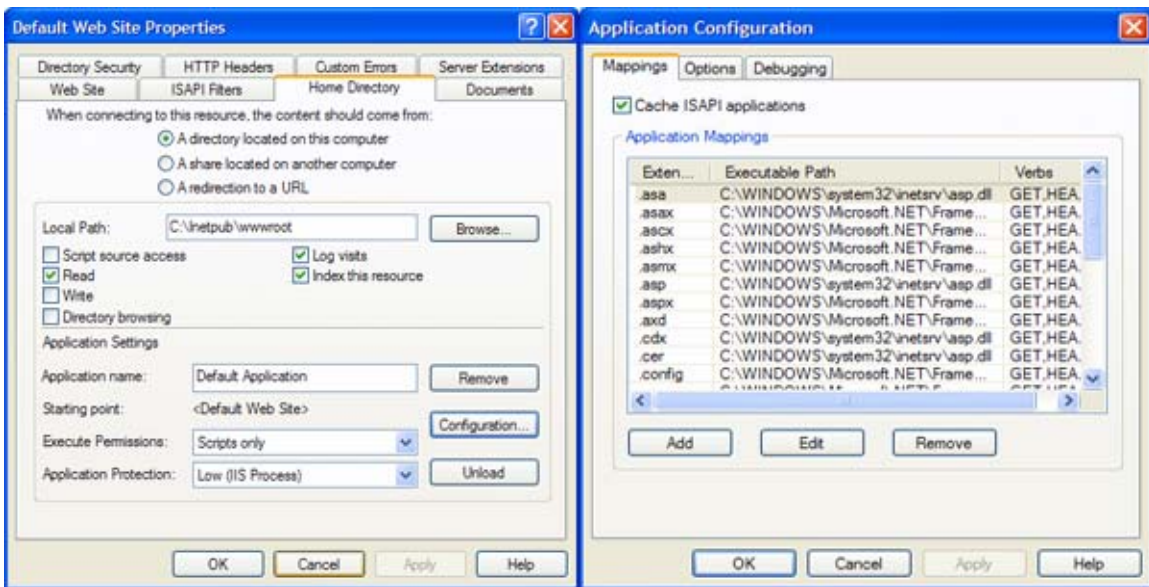 Default Web Site Properties
Directory Security HTTP Headers Custom Errors Server Extensions
Web Site ISAPI Filters Home Directory Documents
When connecting to this resource, the content should come from:
A directory located on this computer
A share located on another computer
A redirection to a URL
Local Path: C:\Inetpub\wwwroot Browse...
Script source access Log visits
Read Index this resource
Write
Directory browsing
Application Settings
Application name: Default Application Remove
Starting point: <Default Web Site>
Configuration...
Execute Permissions: Scripts only
Application Protection: Low (IIS Process) Unload
OK Cancel Apply Help
Application Configuration
Mappings Options Debugging
Cache ISAPI applications
Application Mappings
Exten... Executable Path Verbs
.asa C:\WINDOWS\system32\inetsrv\asp.dll GET,HEA.
.asax C:\WINDOWS\Microsoft.NET\Frame... GET,HEA.
.ascx C:\WINDOWS\Microsoft.NET\Frame... GET,HEA.
.ashx C:\WINDOWS\Microsoft.NET\Frame... GET,HEA.
.asmx C:\WINDOWS\Microsoft.NET\Frame... GET,HEA.
.asp C:\WINDOWS\system32\inetsrv\asp.dll GET,HEA.
.aspx C:\WINDOWS\Microsoft.NET\Frame... GET,HEA.
.axd C:\WINDOWS\Microsoft.NET\Frame... GET,HEA.
.cdx C:\WINDOWS\system32\inetsrv\asp.dll GET,HEA.
.cer C:\WINDOWS\system32\inetsrv\asp.dll GET,HEA.
.config C:\WINDOWS\Microsoft.NET\Frame... GET,HEA.
Add Edit Remove
OK Cancel Apply Help